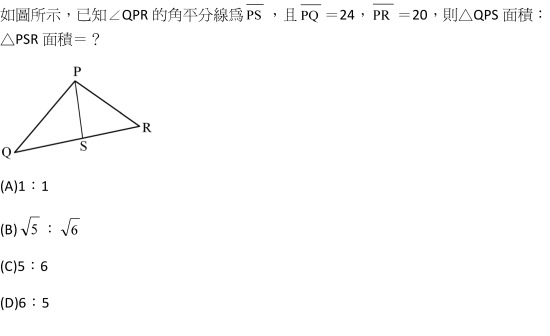 如圖所示，已知∠QPR 的角平分線為 $\overline{PS}$ ，且 $\overline{PQ}$ ＝24， $\overline{PR}$ ＝20，則△QPS 面積：
△PSR 面積＝？
P
R
S
Q
(A)1：1
(B) $\sqrt{5}$ ： $\sqrt{6}$
(C)5：6
(D)6：5